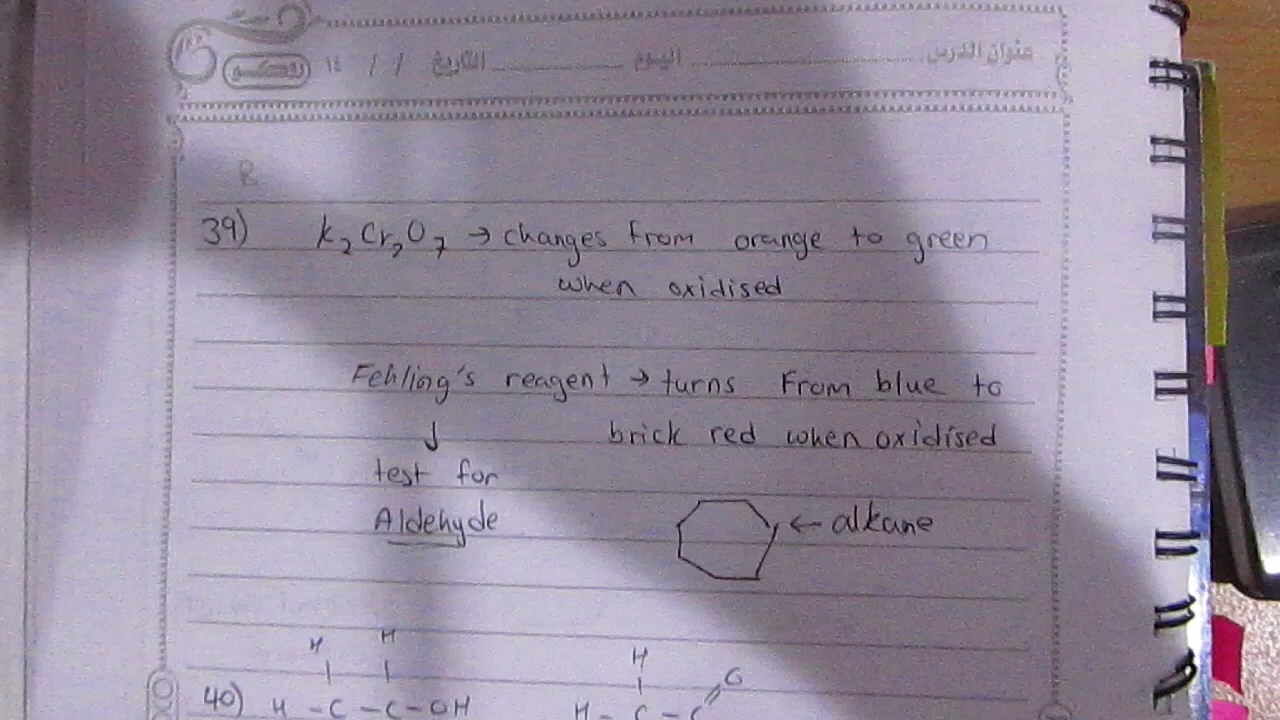 عنوان الدرس ........ اليوم ........ التاريخ / / ١٤ روكو
39) K₂Cr₂O₇ → changes from orange to green
when oxidised
Fehling's reagent → turns from blue to
brick red when oxidised
↓
test for
Aldehyde
← alkane
H H H
40) H - C - C - OH H - C - C O